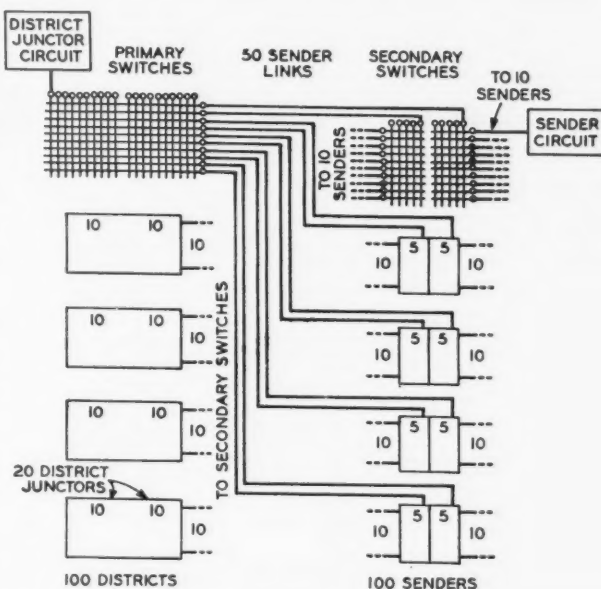 DISTRICT
JUNCTOR
CIRCUIT
PRIMARY
SWITCHES
50 SENDER
LINKS
SECONDARY
SWITCHES
TO 10
SENDERS
SENDER
CIRCUIT
TO 10
SENDERS
10 10
10
10 5 5 10
10 10
10
TO SECONDARY SWITCHES
10 5 5 10
10 10
10
10 5 5 10
20 DISTRICT
JUNCTORS
10 10
10
10 5 5 10
100 DISTRICTS
100 SENDERS